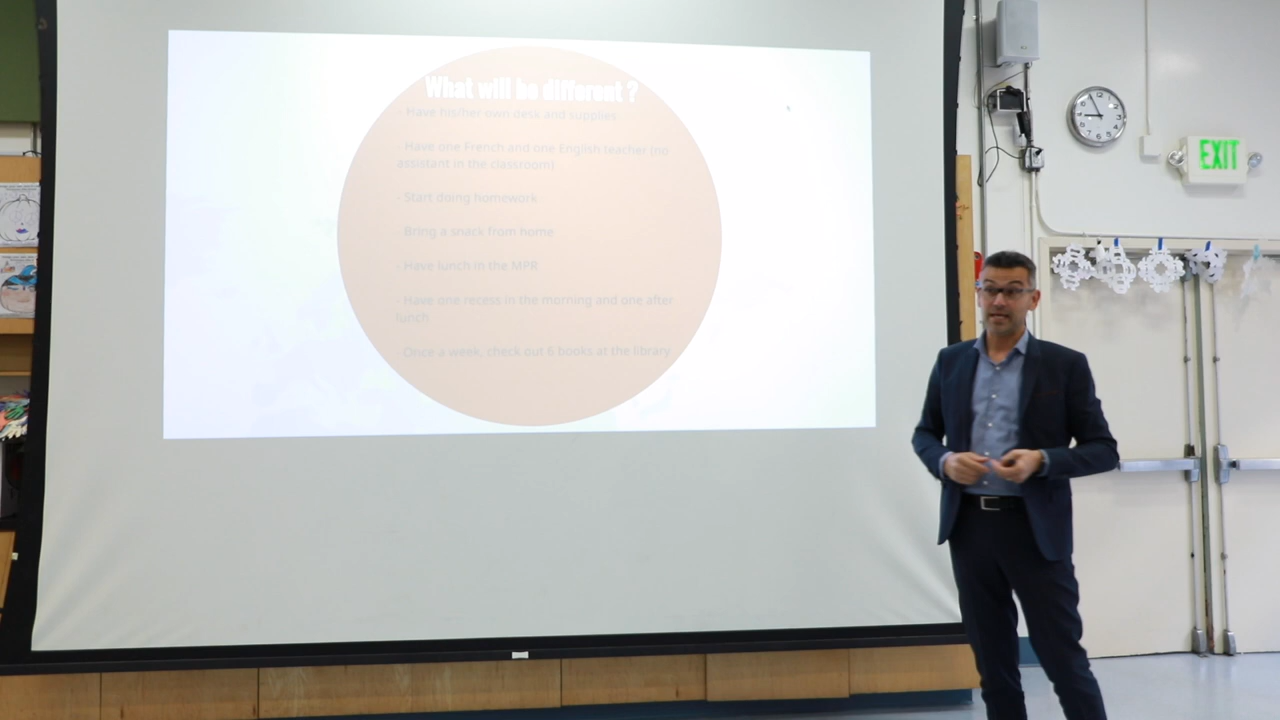 What will be different ?
- Have his/her own desk and supplies
- Have one French and one English teacher (no
assistant in the classroom)
- Start doing homework
- Bring a snack from home
- Have lunch in the MPR
- Have one recess in the morning and one after
lunch
- Once a week, check out 6 books at the library
EXIT